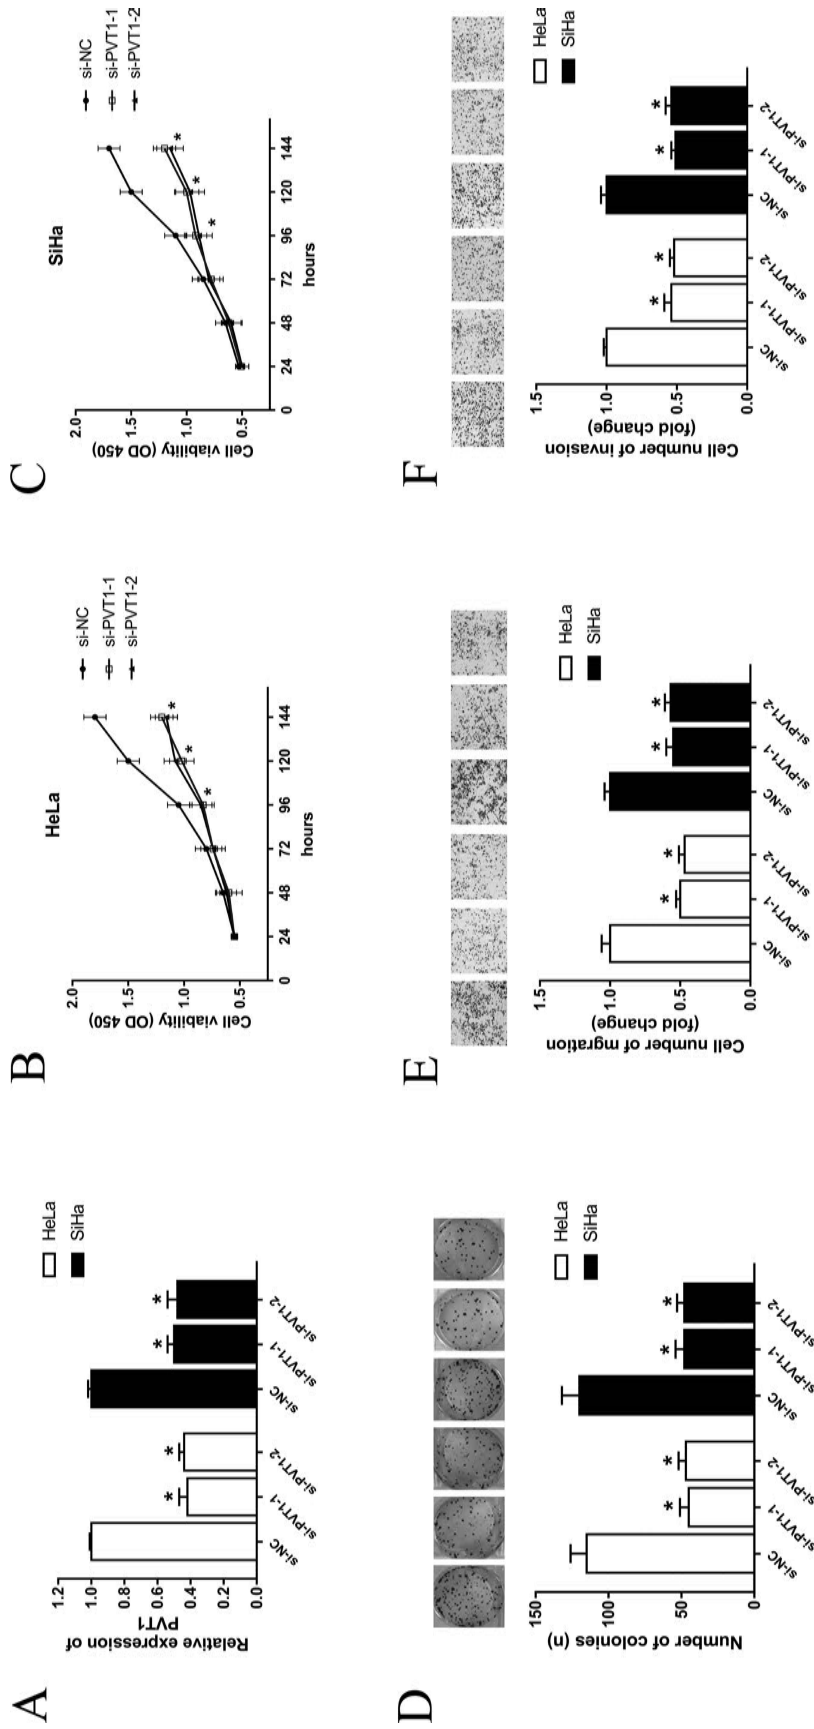 A
Relative expression of
PVT1
1.2
1.0
0.8
0.6
0.4
0.2
0.0
*
*
*
*
si-NC
si-PVT1-1
si-PVT1-2
si-NC
si-PVT1-1
si-PVT1-2
HeLa
SiHa
B
HeLa
Cell viability (OD 450)
2.0
1.5
1.0
0.5
0
24
48
72
96
120
144
hours
*
*
*
si-NC
si-PVT1-1
si-PVT1-2
C
SiHa
Cell viability (OD 450)
2.0
1.5
1.0
0.5
0
24
48
72
96
120
144
hours
*
*
*
si-NC
si-PVT1-1
si-PVT1-2
D
Number of colonies (n)
150
100
50
0
*
*
*
*
si-NC
si-PVT1-1
si-PVT1-2
si-NC
si-PVT1-1
si-PVT1-2
HeLa
SiHa
E
Cell number of mgration
(fold change)
1.5
1.0
0.5
0.0
*
*
*
*
si-NC
si-PVT1-1
si-PVT1-2
si-NC
si-PVT1-1
si-PVT1-2
HeLa
SiHa
F
Cell number of invasion
(fold change)
1.5
1.0
0.5
0.0
*
*
*
*
si-NC
si-PVT1-1
si-PVT1-2
si-NC
si-PVT1-1
si-PVT1-2
HeLa
SiHa